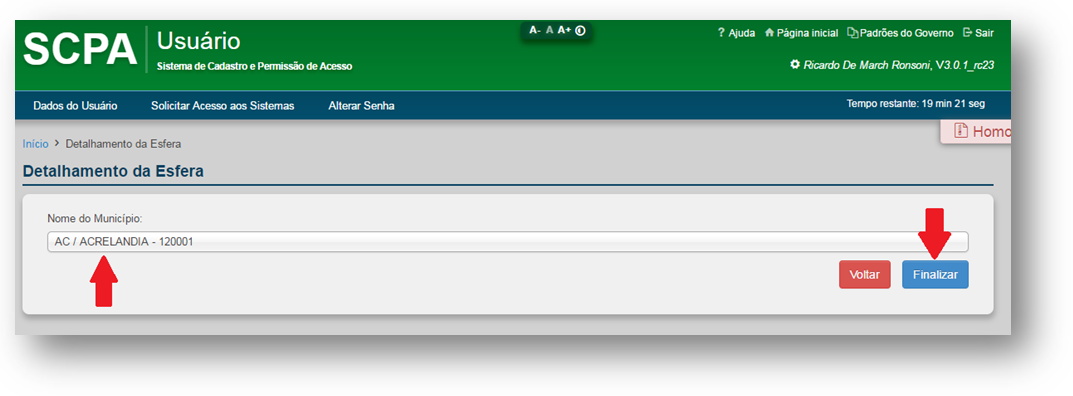 SCPA Usuário
Sistema de Cadastro e Permissão de Acesso
A- A A+
? Ajuda Página inicial Padrões do Governo Sair
Ricardo De March Ronsoni, V3.0.1_rc23
Dados do Usuário Solicitar Acesso aos Sistemas Alterar Senha Tempo restante: 19 min 21 seg
Homo
Início > Detalhamento da Esfera
Detalhamento da Esfera
Nome do Município:
AC / ACRELANDIA - 120001
Voltar Finalizar